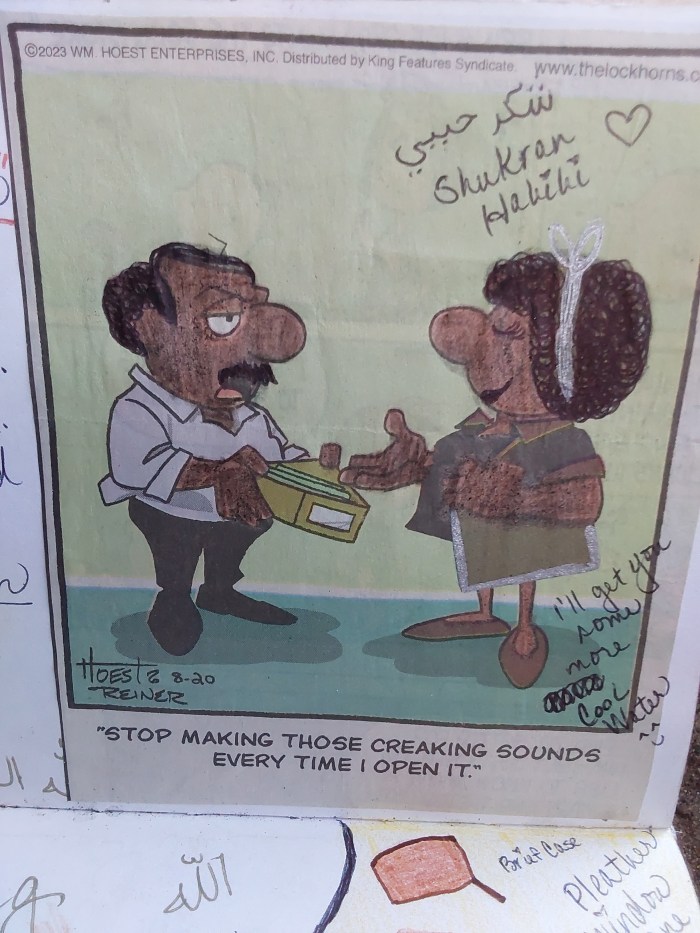 ©2023 WM. HOEST ENTERPRISES, INC. Distributed by King Features Syndicate. www.thelockhorns.c
شكر حبيبي
Shukran
Habibi
I'll get you
some
more
Cool
Water
HOEST & 8-20
REINER
"STOP MAKING THOSE CREAKING SOUNDS
EVERY TIME I OPEN IT."
الله
Brief Case
Pleather
Window